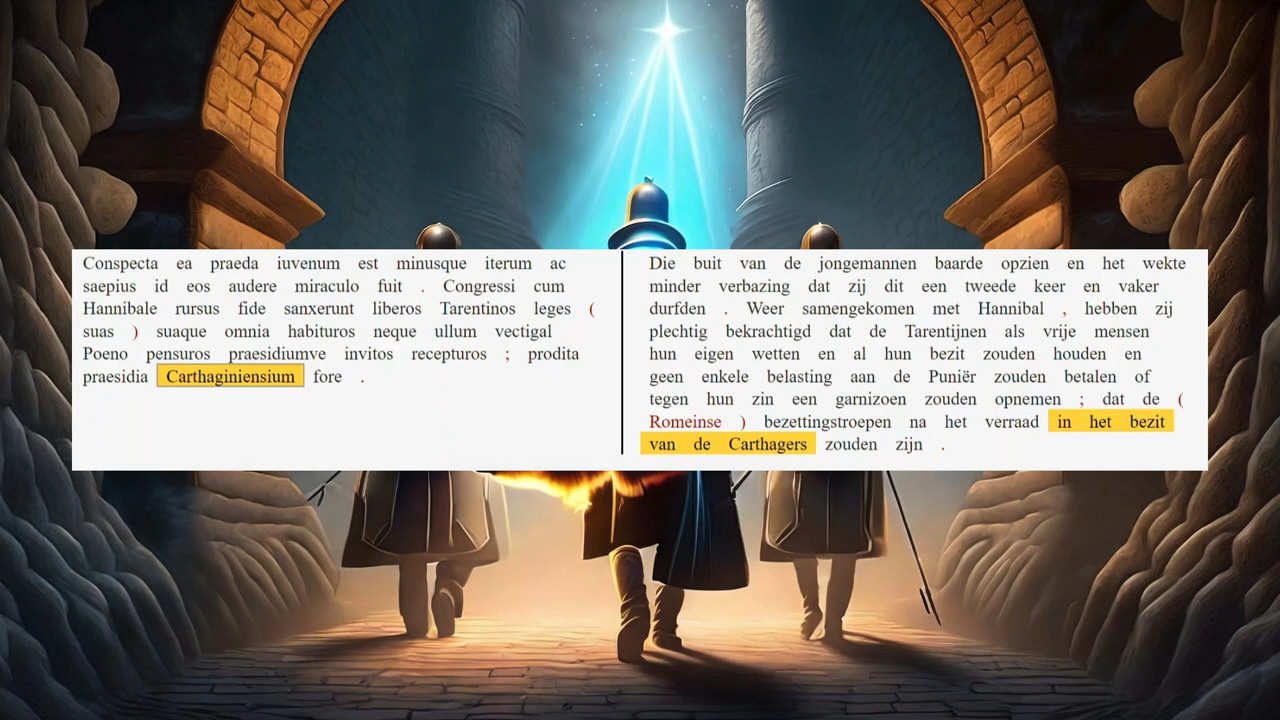 Conspecta ea praeda iuvenum est minusque iterum ac
saepius id eos audere miraculo fuit . Congressi cum
Hannibale rursus fide sanxerunt liberos Tarentinos leges (
suas ) suaque omnia habituros neque ullum vectigal
Poeno pensuros praesidiumve invitos recepturos ; prodita
praesidia Carthaginiensium fore .
Die buit van de jongemannen baarde opzien en het wekte
minder verbazing dat zij dit een tweede keer en vaker
durfden . Weer samengekomen met Hannibal , hebben zij
plechtig bekrachtigd dat de Tarentijnen als vrije mensen
hun eigen wetten en al hun bezit zouden houden en
geen enkele belasting aan de Puniër zouden betalen of
tegen hun zin een garnizoen zouden opnemen ; dat de (
Romeinse ) bezettingstroepen na het verraad in het bezit
van de Carthagers zouden zijn .